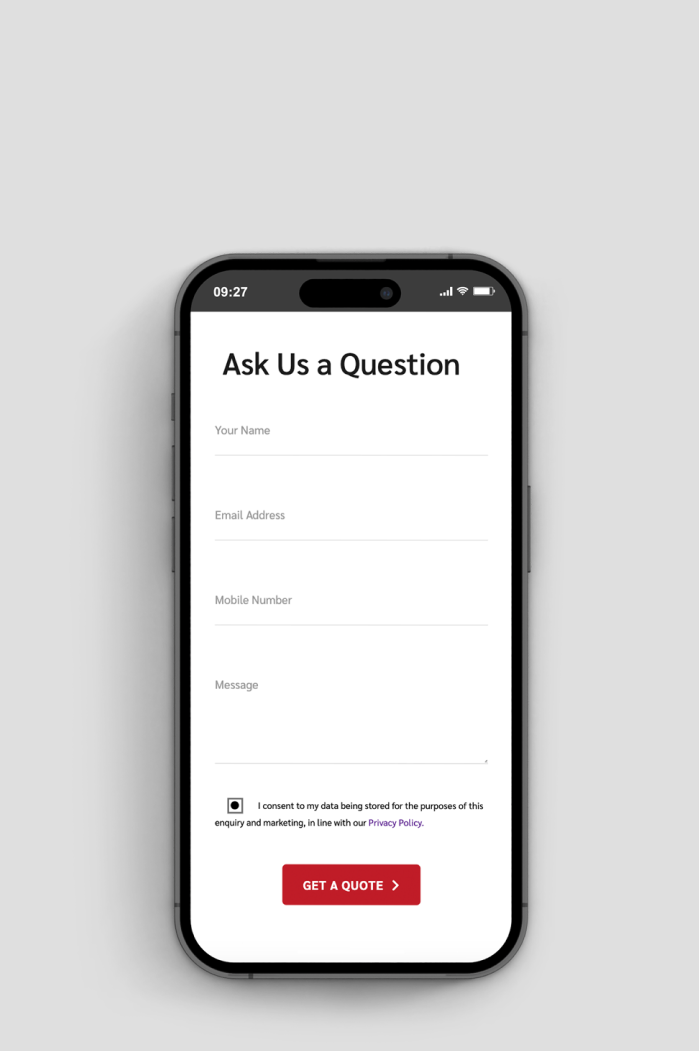 09:27
Ask Us a Question
Your Name
Email Address
Mobile Number
Message
I consent to my data being stored for the purposes of this
enquiry and marketing, in line with our Privacy Policy.
GET A QUOTE